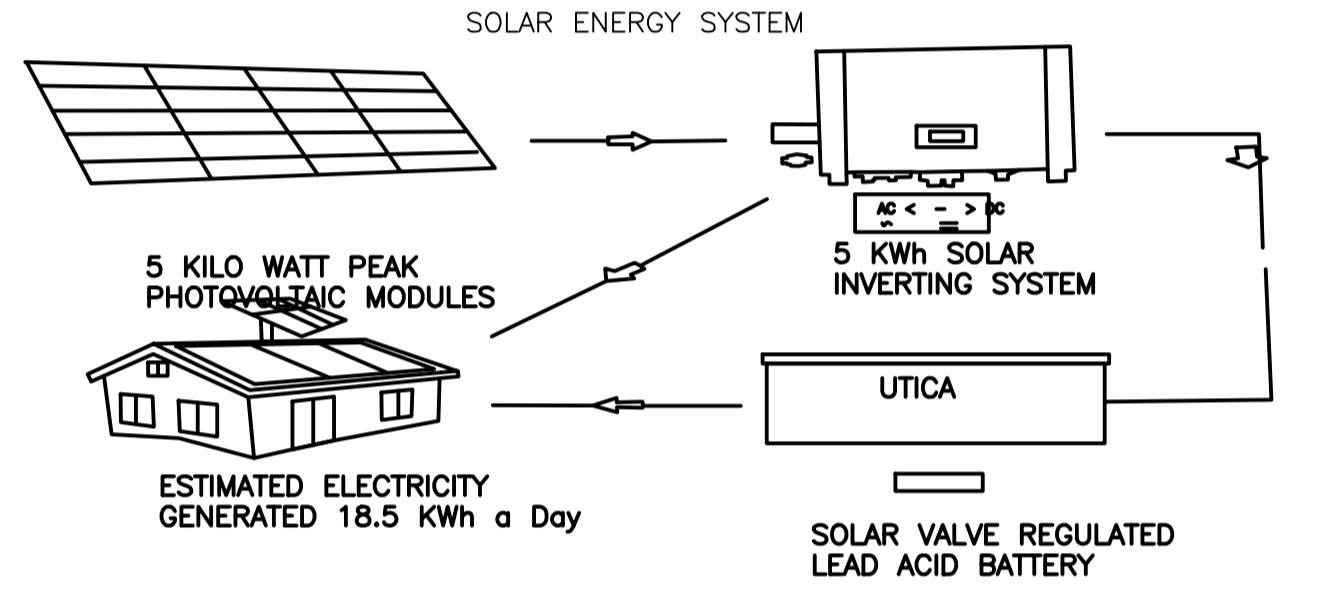 SOLAR ENERGY SYSTEM
5 KILO WATT PEAK
PHOTOVOLTAIC MODULES
AC < - > DC
~ =
5 KWh SOLAR
INVERTING SYSTEM
UTICA
ESTIMATED ELECTRICITY
GENERATED 18.5 KWh a Day
SOLAR VALVE REGULATED
LEAD ACID BATTERY